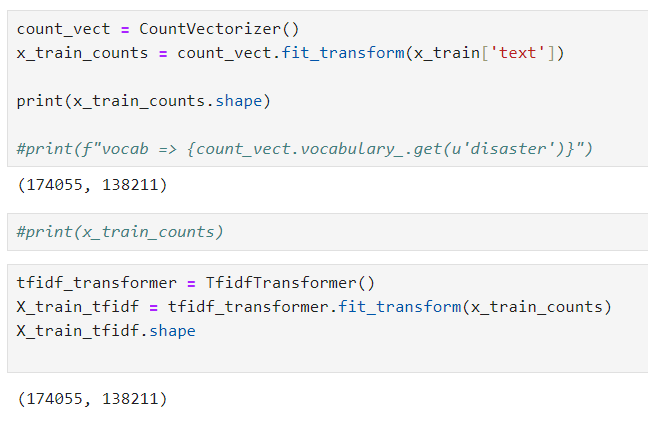 count_vect = CountVectorizer()
x_train_counts = count_vect.fit_transform(x_train['text'])
print(x_train_counts.shape)
#print(f"vocab => {count_vect.vocabulary_.get(u'disaster')}")
(174055, 138211)
#print(x_train_counts)
tfidf_transformer = TfidfTransformer()
X_train_tfidf = tfidf_transformer.fit_transform(x_train_counts)
X_train_tfidf.shape
(174055, 138211)